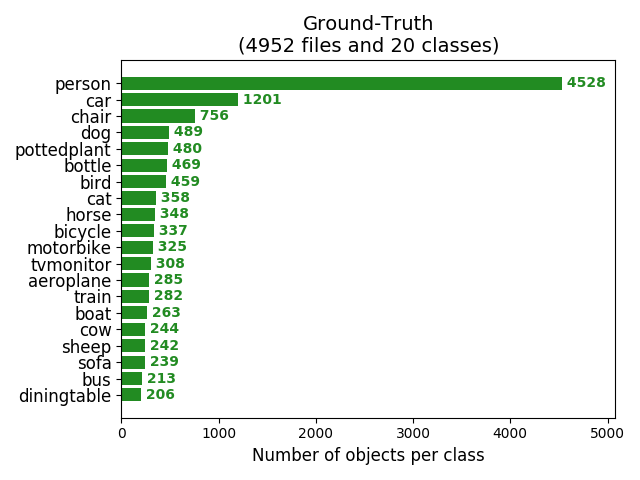 Ground-Truth
(4952 files and 20 classes)
person 4528
car 1201
chair 756
dog 489
pottedplant 480
bottle 469
bird 459
cat 358
horse 348
bicycle 337
motorbike 325
tvmonitor 308
aeroplane 285
train 282
boat 263
cow 244
sheep 242
sofa 239
bus 213
diningtable 206
0 1000 2000 3000 4000 5000
Number of objects per class